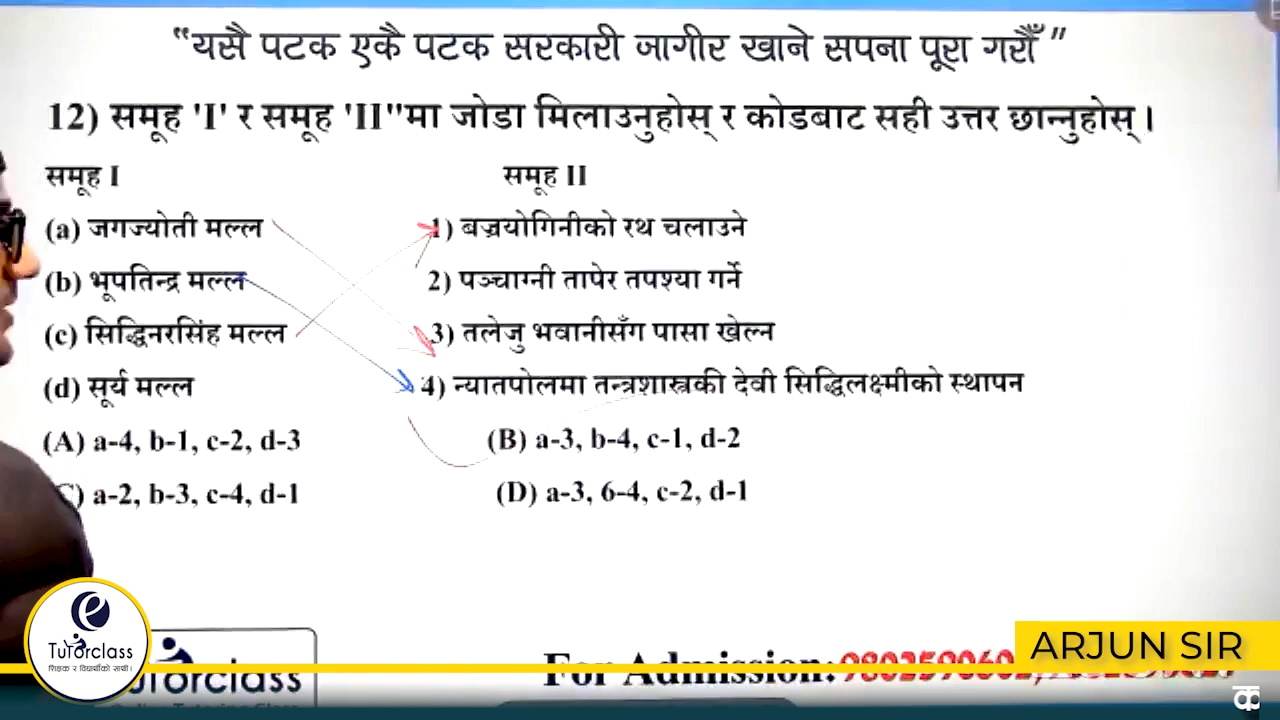 “यसै पटक एकै पटक सरकारी जागीर खाने सपना पूरा गरौँ”
12) समूह 'I' र समूह 'II"मा जोडा मिलाउनुहोस् र कोडबाट सही उत्तर छान्नुहोस् ।
समूह I समूह II
(a) जगज्योती मल्ल 1) बज्रयोगिनीको रथ चलाउने
(b) भूपतिन्द्र मल्ल 2) पञ्चाग्नी तापेर तपश्या गर्ने
(c) सिद्धिनरसिंह मल्ल 3) तलेजु भवानीसँग पासा खेल्न
(d) सूर्य मल्ल 4) न्यातपोलमा तन्त्रशास्त्रकी देवी सिद्धिलक्ष्मीको स्थापन
(A) a-4, b-1, c-2, d-3 (B) a-3, b-4, c-1, d-2
C) a-2, b-3, c-4, d-1 (D) a-3, 6-4, c-2, d-1
Tutorclass
शिक्षक र विद्यार्थीको साथी।
torclass
For Admission:
ARJUN SIR
क